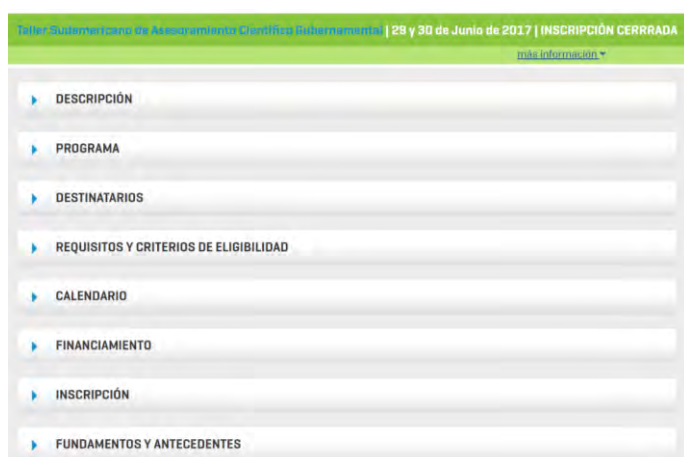 Taller Sudamericano de Asesoramiento Científico Gubernamental | 29 y 30 de Junio de 2017 | INSCRIPCIÓN CERRRADA
más información
DESCRIPCIÓN
PROGRAMA
DESTINATARIOS
REQUISITOS Y CRITERIOS DE ELIGIBILIDAD
CALENDARIO
FINANCIAMIENTO
INSCRIPCIÓN
FUNDAMENTOS Y ANTECEDENTES